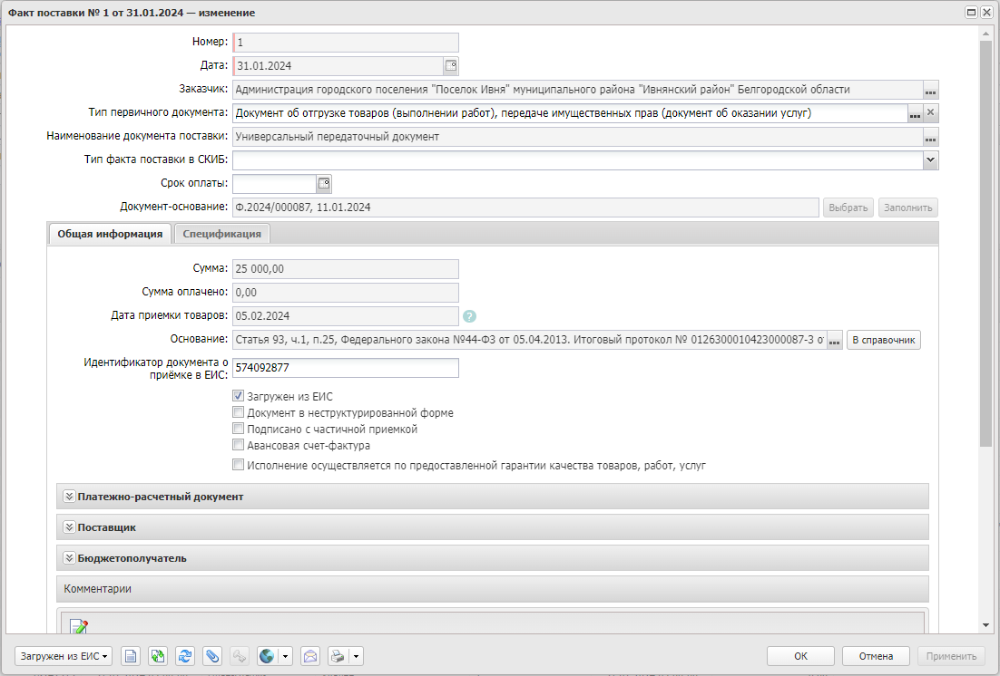 Факт поставки № 1 от 31.01.2024 — изменение
Номер: 1
Дата: 31.01.2024
Заказчик: Администрация городского поселения "Поселок Ивня" муниципального района "Ивнянский район" Белгородской области ...
Тип первичного документа: Документ об отгрузке товаров (выполнении работ), передаче имущественных прав (документ об оказании услуг) ...
Наименование документа поставки: Универсальный передаточный документ ...
Тип факта поставки в СКИБ:
Срок оплаты:
Документ-основание: Ф.2024/000087, 11.01.2024 Выбрать Заполнить
Общая информация Спецификация
Сумма: 25 000,00
Сумма оплачено: 0,00
Дата приемки товаров: 05.02.2024 ?
Основание: Статья 93, ч.1, п.25, Федерального закона №44-ФЗ от 05.04.2013. Итоговый протокол № 0126300010423000087-3 от ... В справочник
Идентификатор документа о
приёмке в ЕИС: 574092877
Загружен из ЕИС
Документ в неструктурированной форме
Подписано с частичной приемкой
Авансовая счет-фактура
Исполнение осуществляется по предоставленной гарантии качества товаров, работ, услуг
Платежно-расчетный документ
Поставщик
Бюджетополучатель
Комментарии
Загружен из ЕИС ОК Отмена Применить